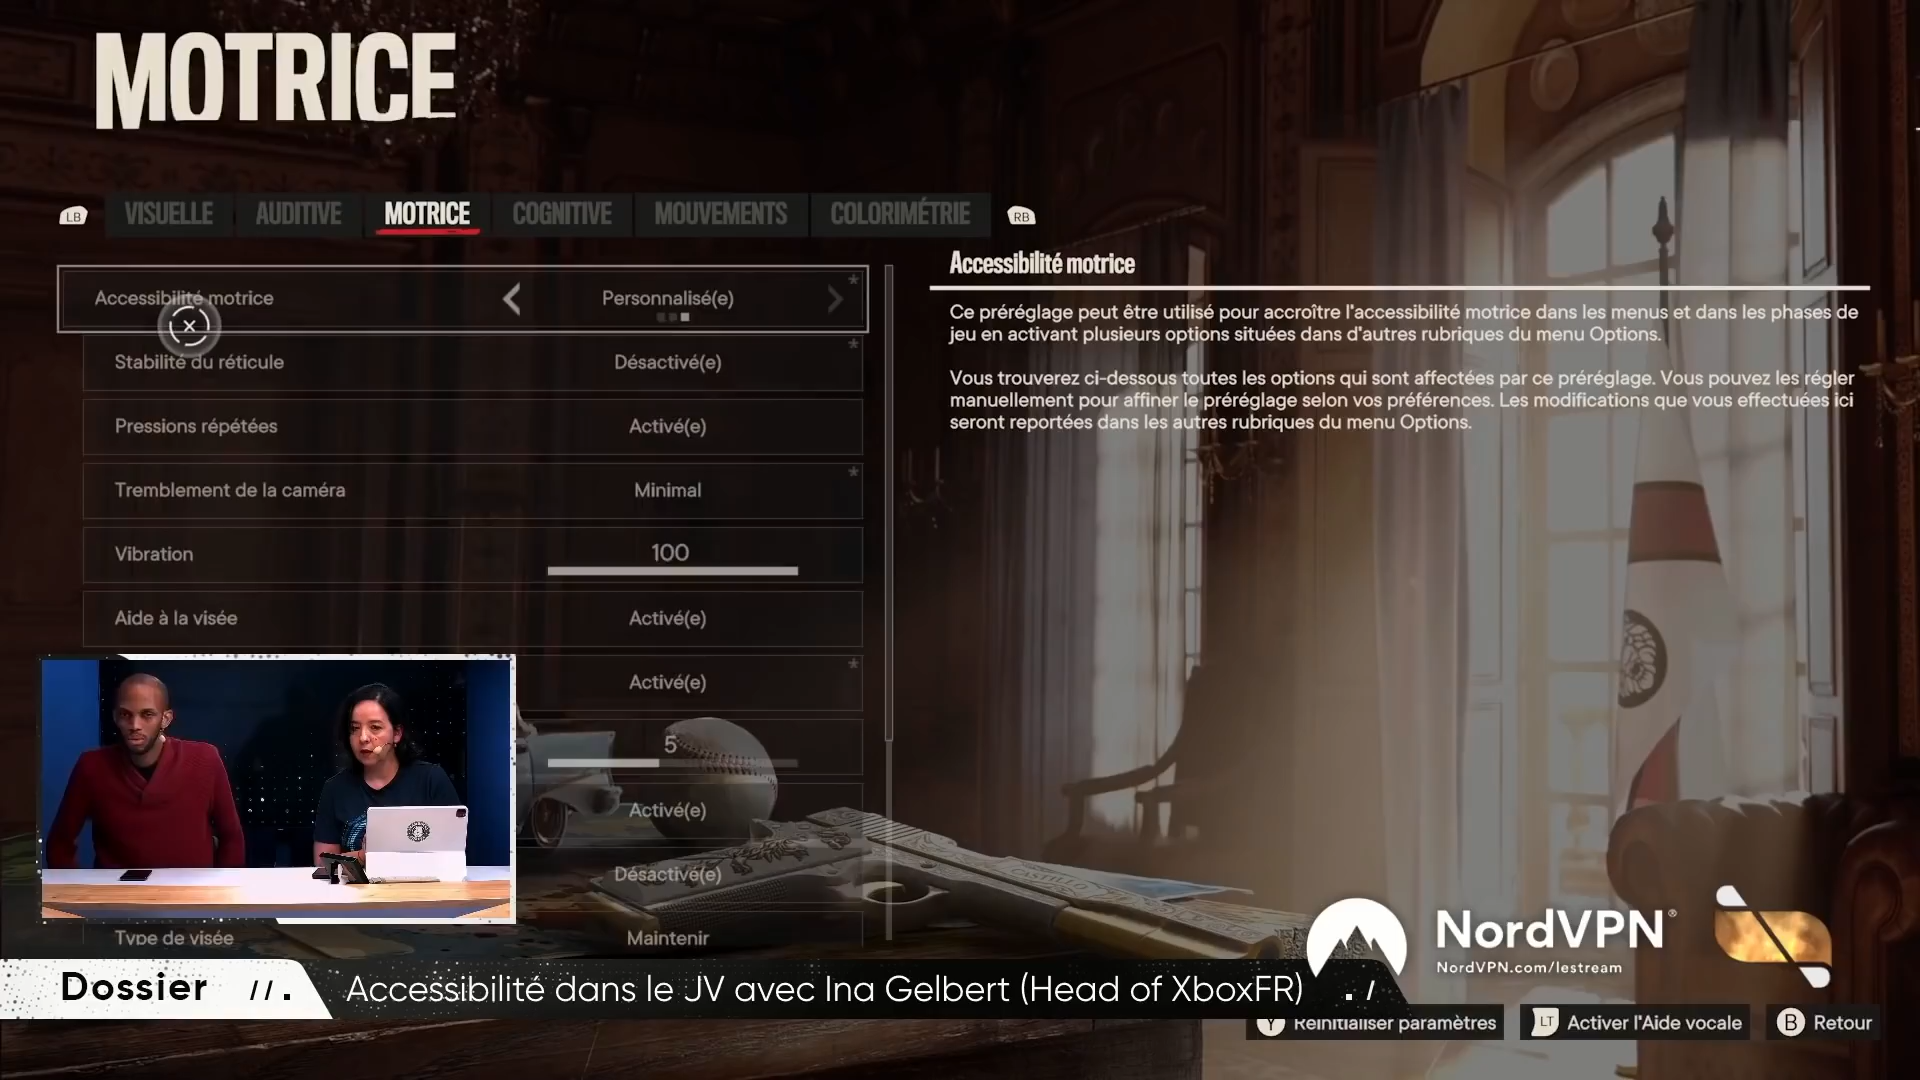 MOTRICE
LB VISUELLE AUDITIVE MOTRICE COGNITIVE MOUVEMENTS COLORIMÉTRIE RB
Accessibilité motrice Personnalisé(e) *
Stabilité du réticule Désactivé(e) *
Pressions répétées Activé(e)
Tremblement de la caméra Minimal *
Vibration 100
Aide à la visée Activé(e)
Activé(e) *
5
Activé(e)
Désactivé(e)
Type de visée Maintenir
Accessibilité motrice
Ce préréglage peut être utilisé pour accroître l'accessibilité motrice dans les menus et dans les phases de
jeu en activant plusieurs options situées dans d'autres rubriques du menu Options.
Vous trouverez ci-dessous toutes les options qui sont affectées par ce préréglage. Vous pouvez les régler
manuellement pour affiner le préréglage selon vos préférences. Les modifications que vous effectuées ici
seront reportées dans les autres rubriques du menu Options.
CASTILLO
NordVPN®
NordVPN.com/lestream
Dossier //. Accessibilité dans le JV avec Ina Gelbert (Head of XboxFR) . /
Y Réinitialiser paramètres LT Activer l'Aide vocale B Retour